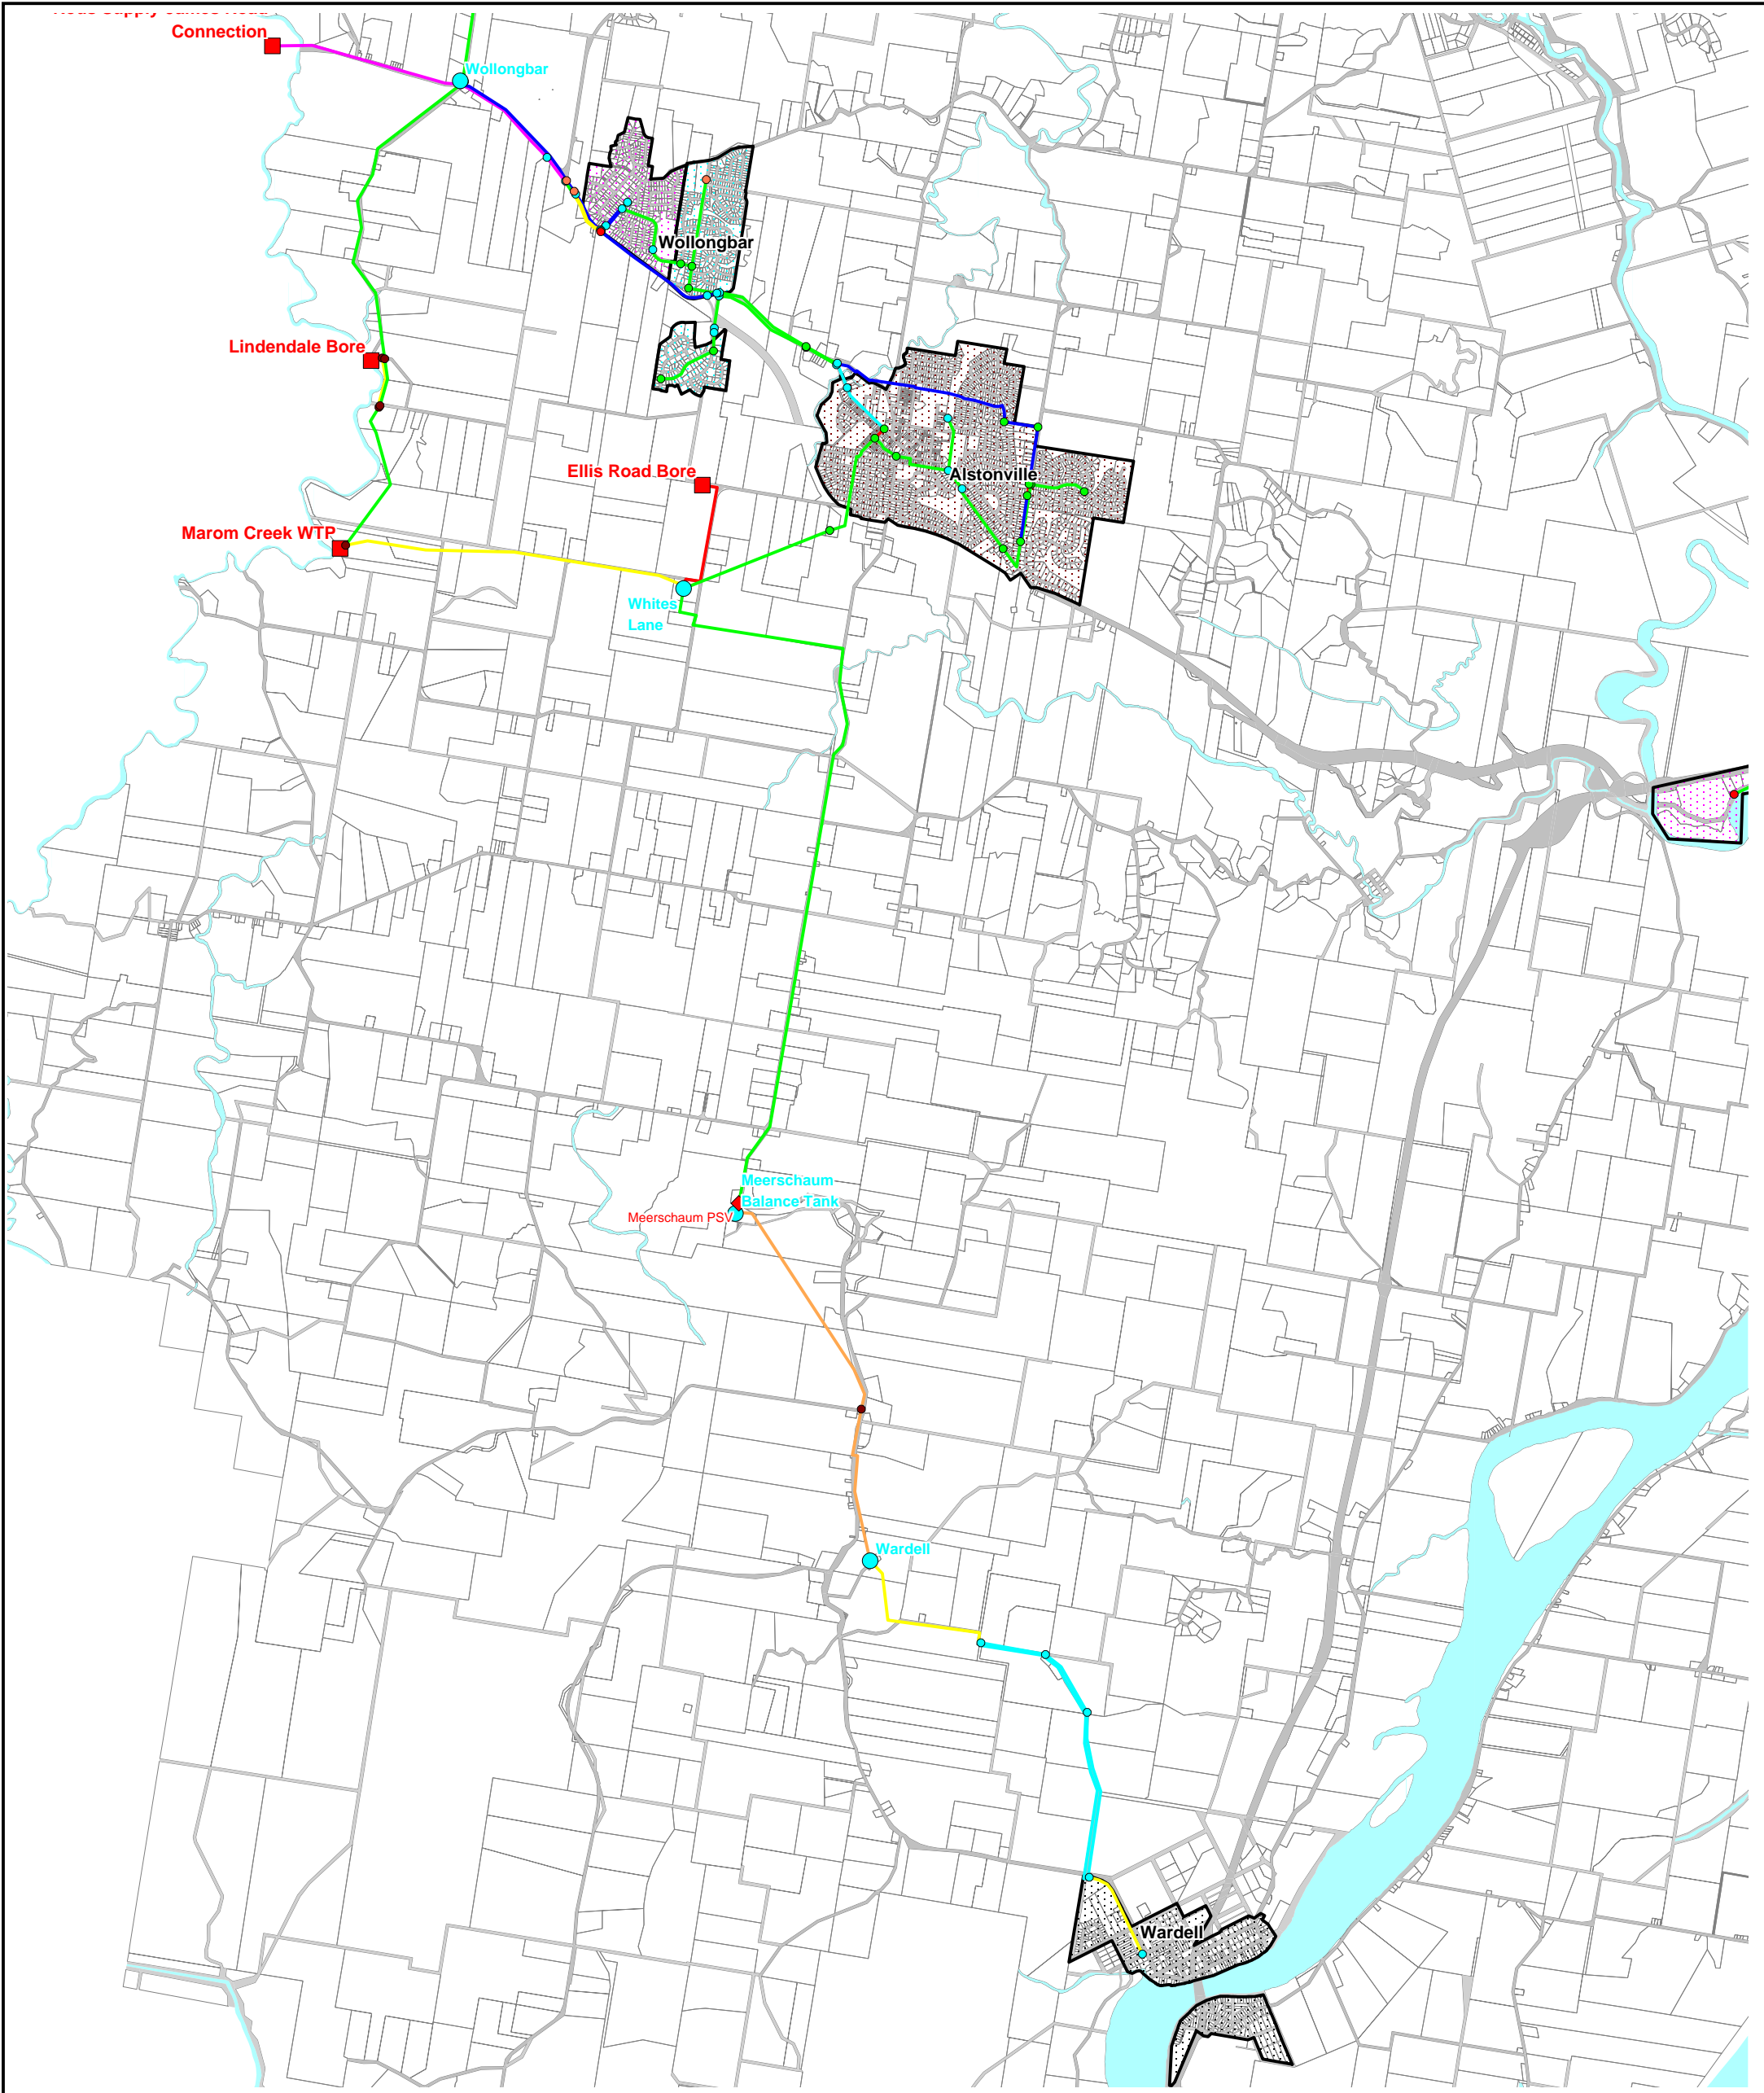 Connection
Wollongbar
Wollongbar
Lindendale Bore
Ellis Road Bore
Alstonville
Marom Creek WTP
Whites
Lane
Meerschaum
Balance Tank
Meerschaum PSV
Wardell
Wardell